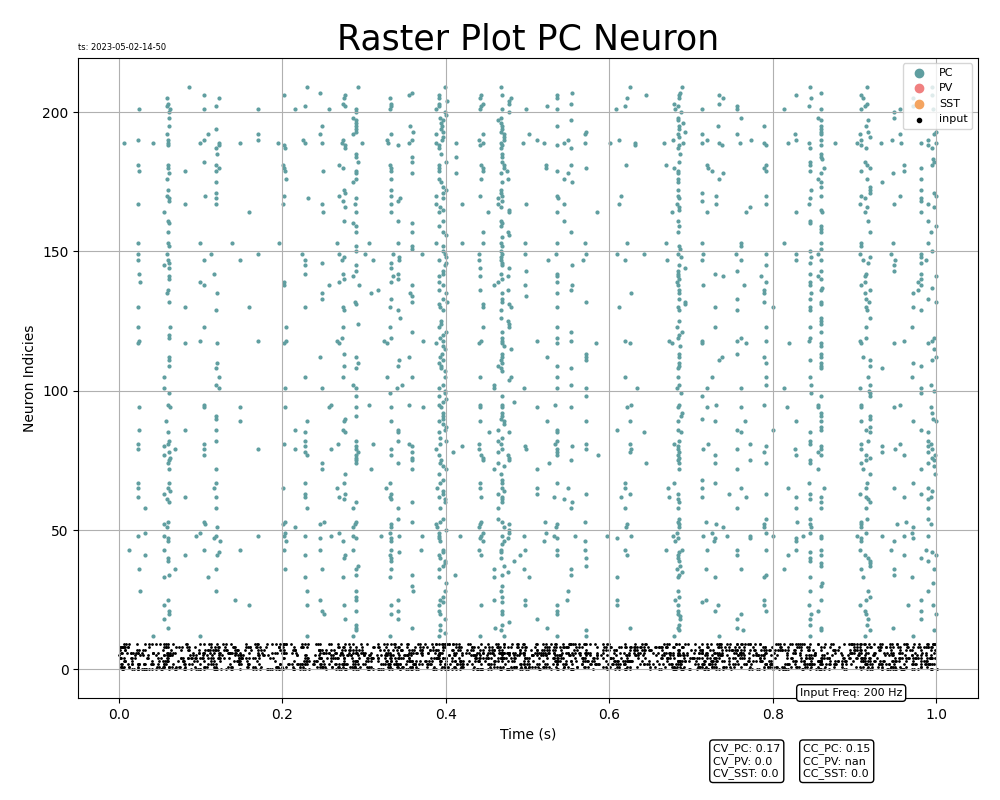 Raster Plot PC Neuron
ts: 2023-05-02-14-50
PC
PV
SST
input
200
150
100
50
0
Neuron Indicies
0.0 0.2 0.4 0.6 0.8 1.0
Time (s)
Input Freq: 200 Hz
CV_PC: 0.17
CV_PV: 0.0
CV_SST: 0.0
CC_PC: 0.15
CC_PV: nan
CC_SST: 0.0